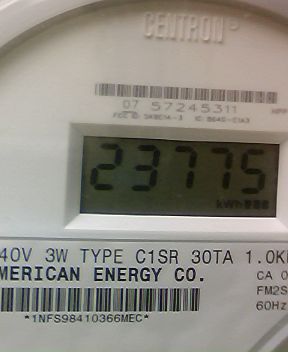 CENTRON
07 57245311
23775
kWh
40V 3W TYPE C1SR 30TA 1.0K
MERICAN ENERGY CO.
CA 0
FM2S
60Hz
*1NFS98410366MEC*